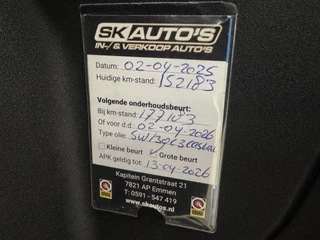 SK AUTO'S
IN-/ & VERKOOP AUTO'S
Datum: 02-04-2025
Huidige km-stand: 152183
Volgende onderhoudsbeurt:
Bij km-stand: 177183
Of voor d.d.: 02-04-2026
Type olie: 5W/30
Kleine beurt Grote beurt
APK geldig tot: 13-04-2026
Kapitein Grantstraat 21
7821 AP Emmen
T: 0591 - 547.419
www.skautos.nl